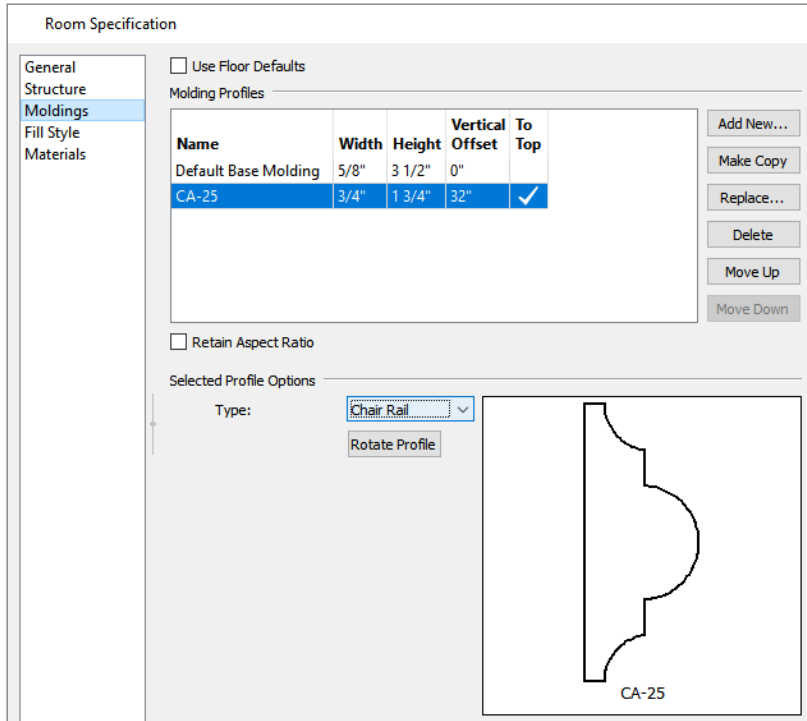 Room Specification
General
Structure
Moldings
Fill Style
Materials
Use Floor Defaults
Molding Profiles
Name Width Height Vertical Offset To Top
Default Base Molding 5/8" 3 1/2" 0"
CA-25 3/4" 1 3/4" 32"
Add New...
Make Copy
Replace...
Delete
Move Up
Move Down
Retain Aspect Ratio
Selected Profile Options
Type: Chair Rail
Rotate Profile
CA-25